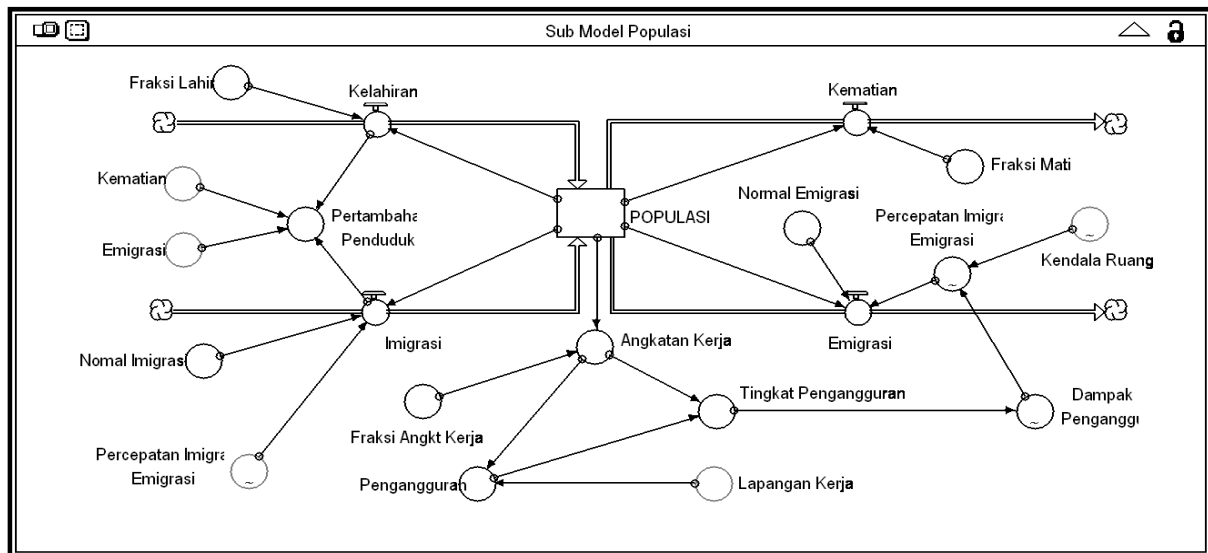 Sub Model Populasi
Fraksi Lahir
Kelahiran
Kematian
Kematian
Fraksi Mati
Normal Emigrasi
Pertambaha
Penduduk
POPULASI
Percepatan Imigra
Emigrasi
Emigrasi
Kendala Ruang
~
~
Imigrasi
Angkatan Kerja
Emigrasi
Nomal Imigrasi
Tingkat Pengangguran
Dampak
Penganggu
~
Fraksi Angkt Kerja
Percepatan Imigra
Emigrasi
~
Pengangguran
Lapangan Kerja